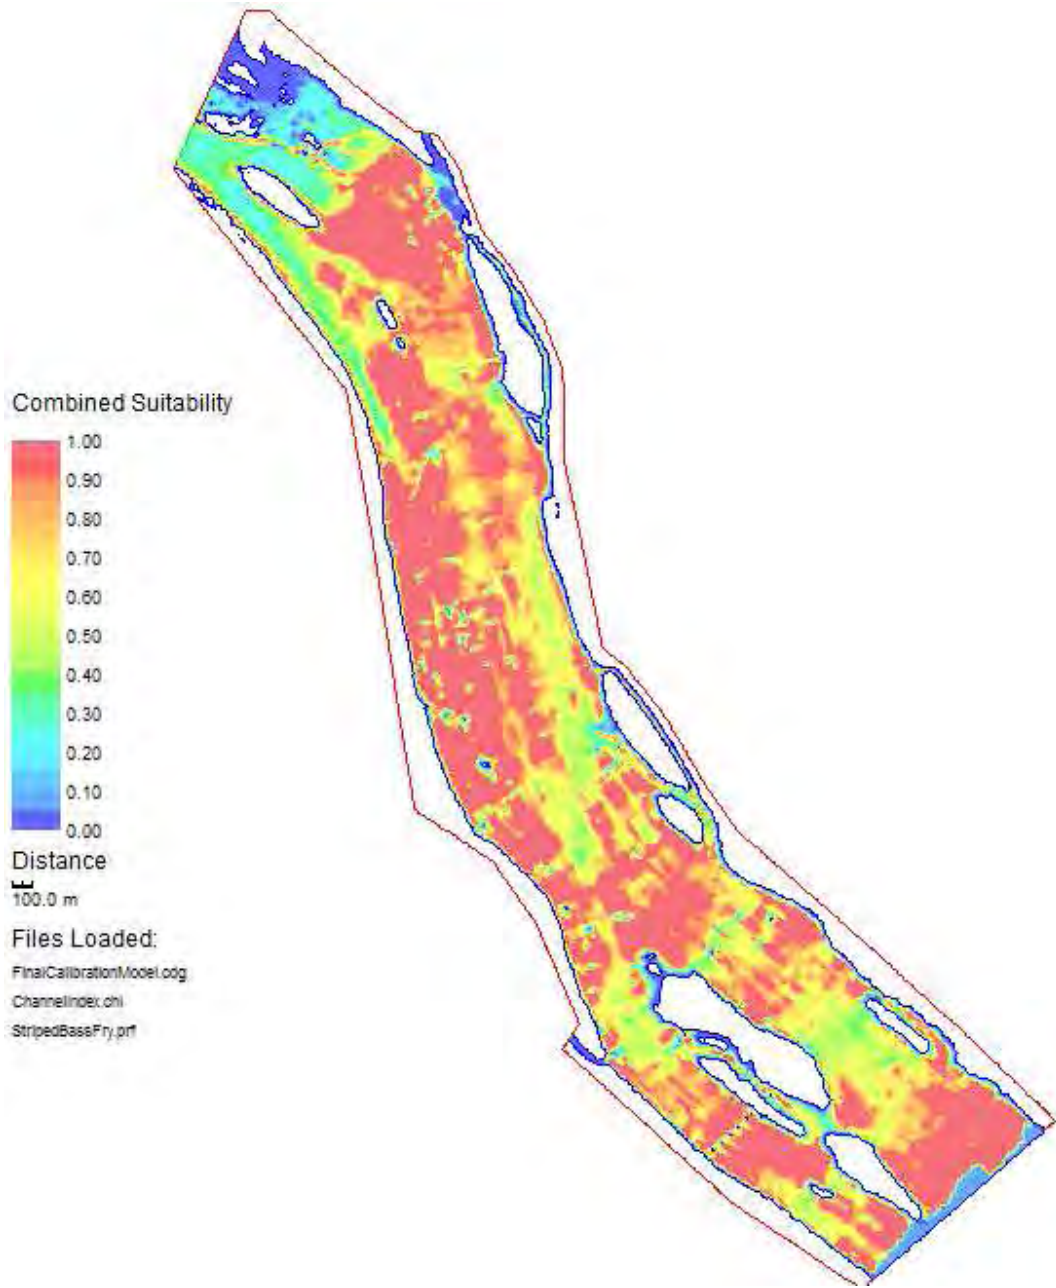 Combined Suitability
1.00
0.90
0.80
0.70
0.60
0.50
0.40
0.30
0.20
0.10
0.00
Distance
100.0 m
Files Loaded:
FinalCalibrationModel.cdg
ChannelIndex.chi
StripedBassFry.prf